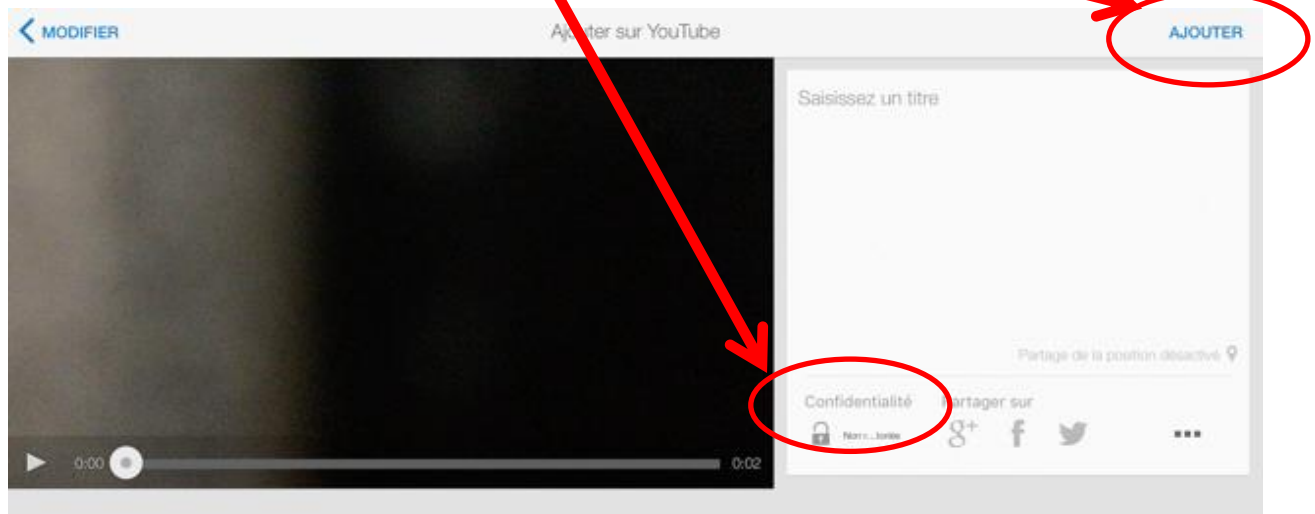 MODIFIER
Ajouter sur YouTube
AJOUTER
Saisissez un titre
Partage de la position désactivé
Confidentialité
Partager sur
g+ f
0:00
0:02